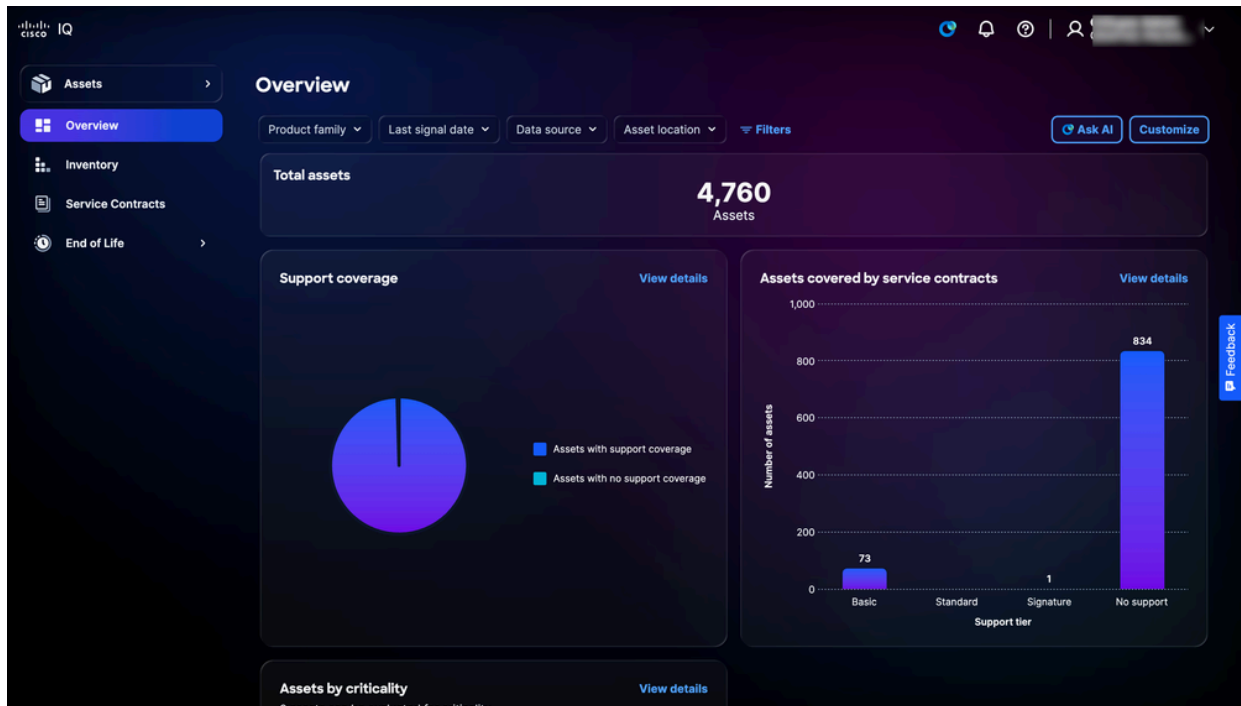 cisco IQ
Assets
Overview
Inventory
Service Contracts
End of Life
Overview
Product family
Last signal date
Data source
Asset location
Filters
Ask AI
Customize
Total assets
4,760
Assets
Support coverage
View details
Assets with support coverage
Assets with no support coverage
Assets covered by service contracts
View details
Number of assets
1,000
800
600
400
200
0
73
1
834
Basic
Standard
Signature
No support
Support tier
Assets by criticality
View details
Feedback